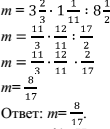 m = 3 2/3 · 1 1/11 : 8 1/2
m = 11/3 · 12/11 : 17/2
m = 11/3 · 12/11 · 2/17
m= 8/17
Ответ: m= 8/17.